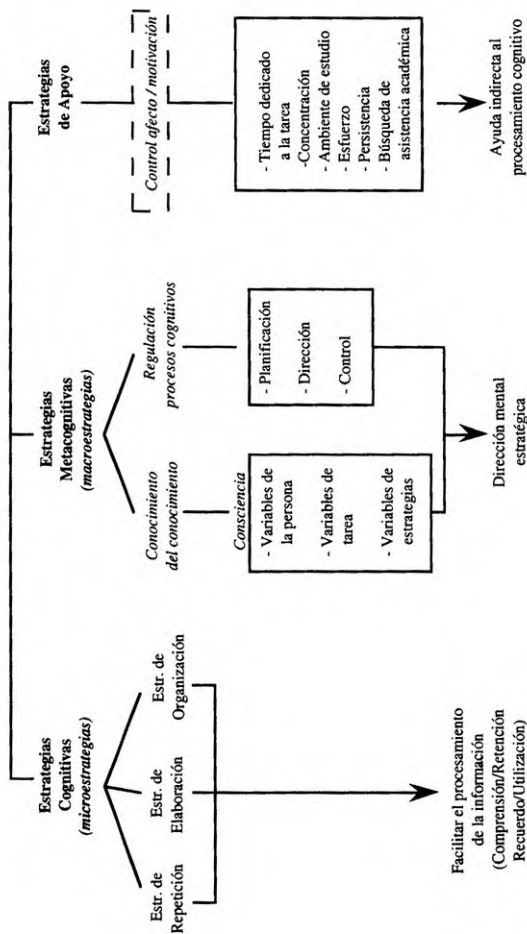 Estrategias
Cognitivas
(microestrategias)
Estr. de
Repetición
Estr. de
Elaboración
Estr. de
Organización
Facilitar el procesamiento
de la información
(Comprensión/Retención
Recuerdo/Utilización)
Estrategias
Metacognitivas
(macroestrategias)
Conocimiento
del conocimiento
Consciencia
- Variables de
la persona
- Variables de
tarea
- Variables de
estrategias
Regulación
procesos cognitivos
- Planificación
- Dirección
- Control
Dirección mental
estratégica
Estrategias
de Apoyo
Control afecto / motivación
- Tiempo dedicado
a la tarea
-Concentración
- Ambiente de estudio
- Esfuerzo
- Persistencia
- Búsqueda de
asistencia académica
Ayuda indirecta al
procesamiento cognitivo